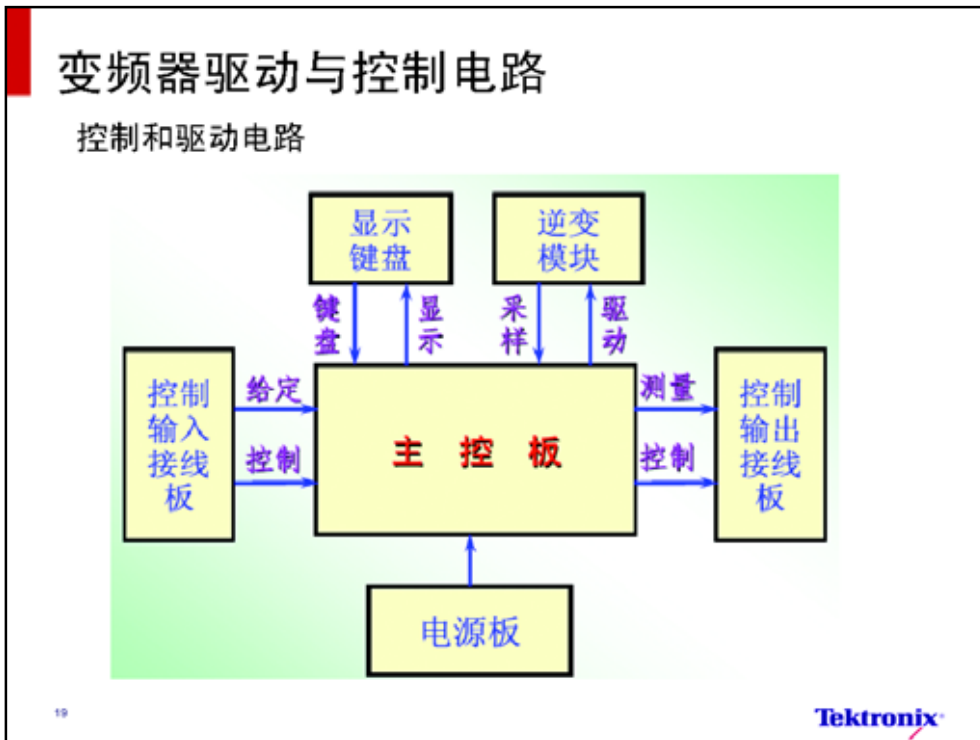 变频器驱动与控制电路
控制和驱动电路
显示
键盘
逆变
模块
键盘
显示
采样
驱动
控制
输入
接线
板
给定
控制
主 控 板
测量
控制
控制
输出
接线
板
电源板
19
Tektronix